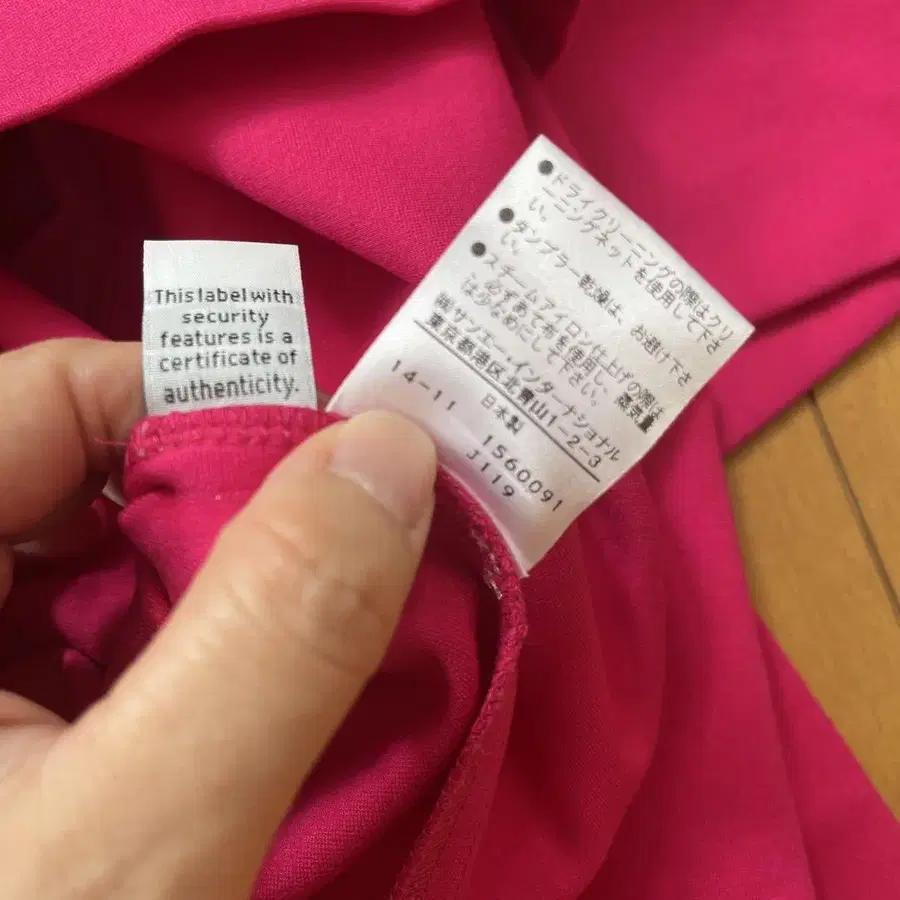 This label with
security
features is a
certificate of
authenticity.
●ドライクリーニングの際はクリ
ーニングネットを使用して下さ
い。
●タンブラー乾燥は、お避け下さ
い。
●スチームアイロン仕上げの際は
必ずあて布を使用し、蒸気量
は少なめにして下さい。
㈱サンエー・インターナショナル
東京都港区北青山1-2-3
14-11 日本製
1560091
J119